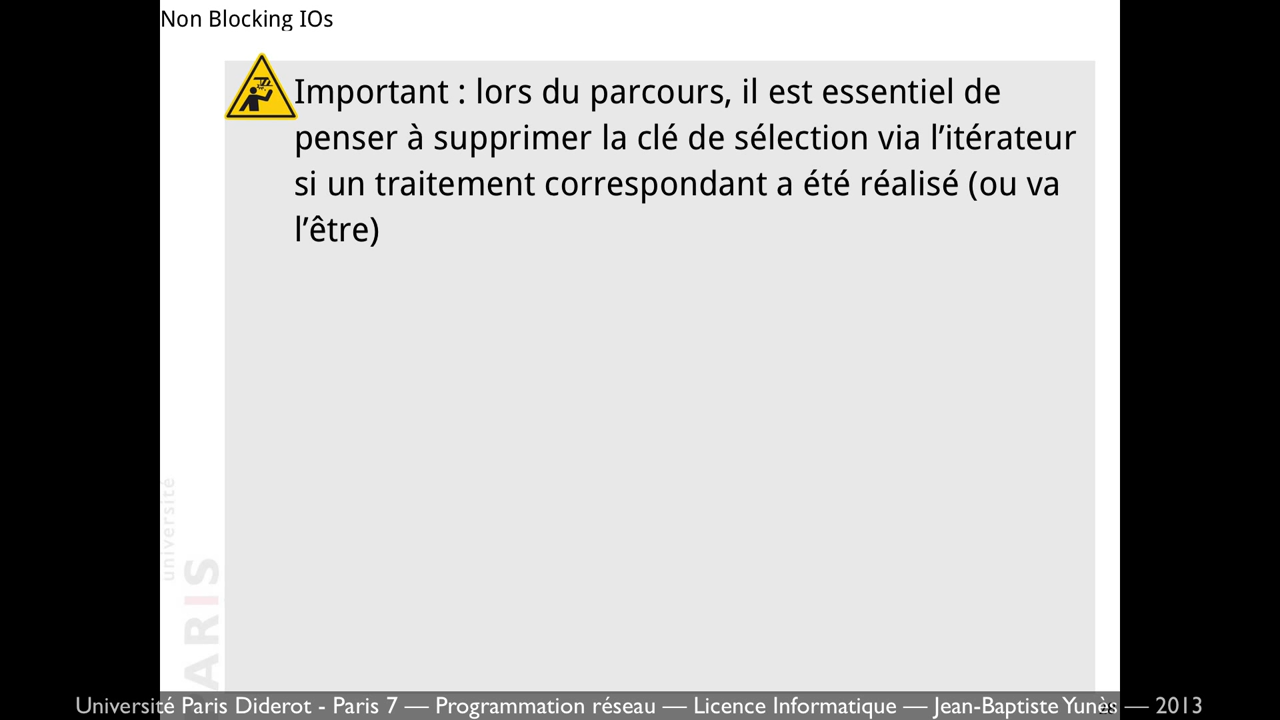 Non Blocking IOs
Important : lors du parcours, il est essentiel de
penser à supprimer la clé de sélection via l’itérateur
si un traitement correspondant a été réalisé (ou va
l’être)
université
PARIS
Université Paris Diderot - Paris 7 — Programmation réseau — Licence Informatique — Jean-Baptiste Yunès — 2013